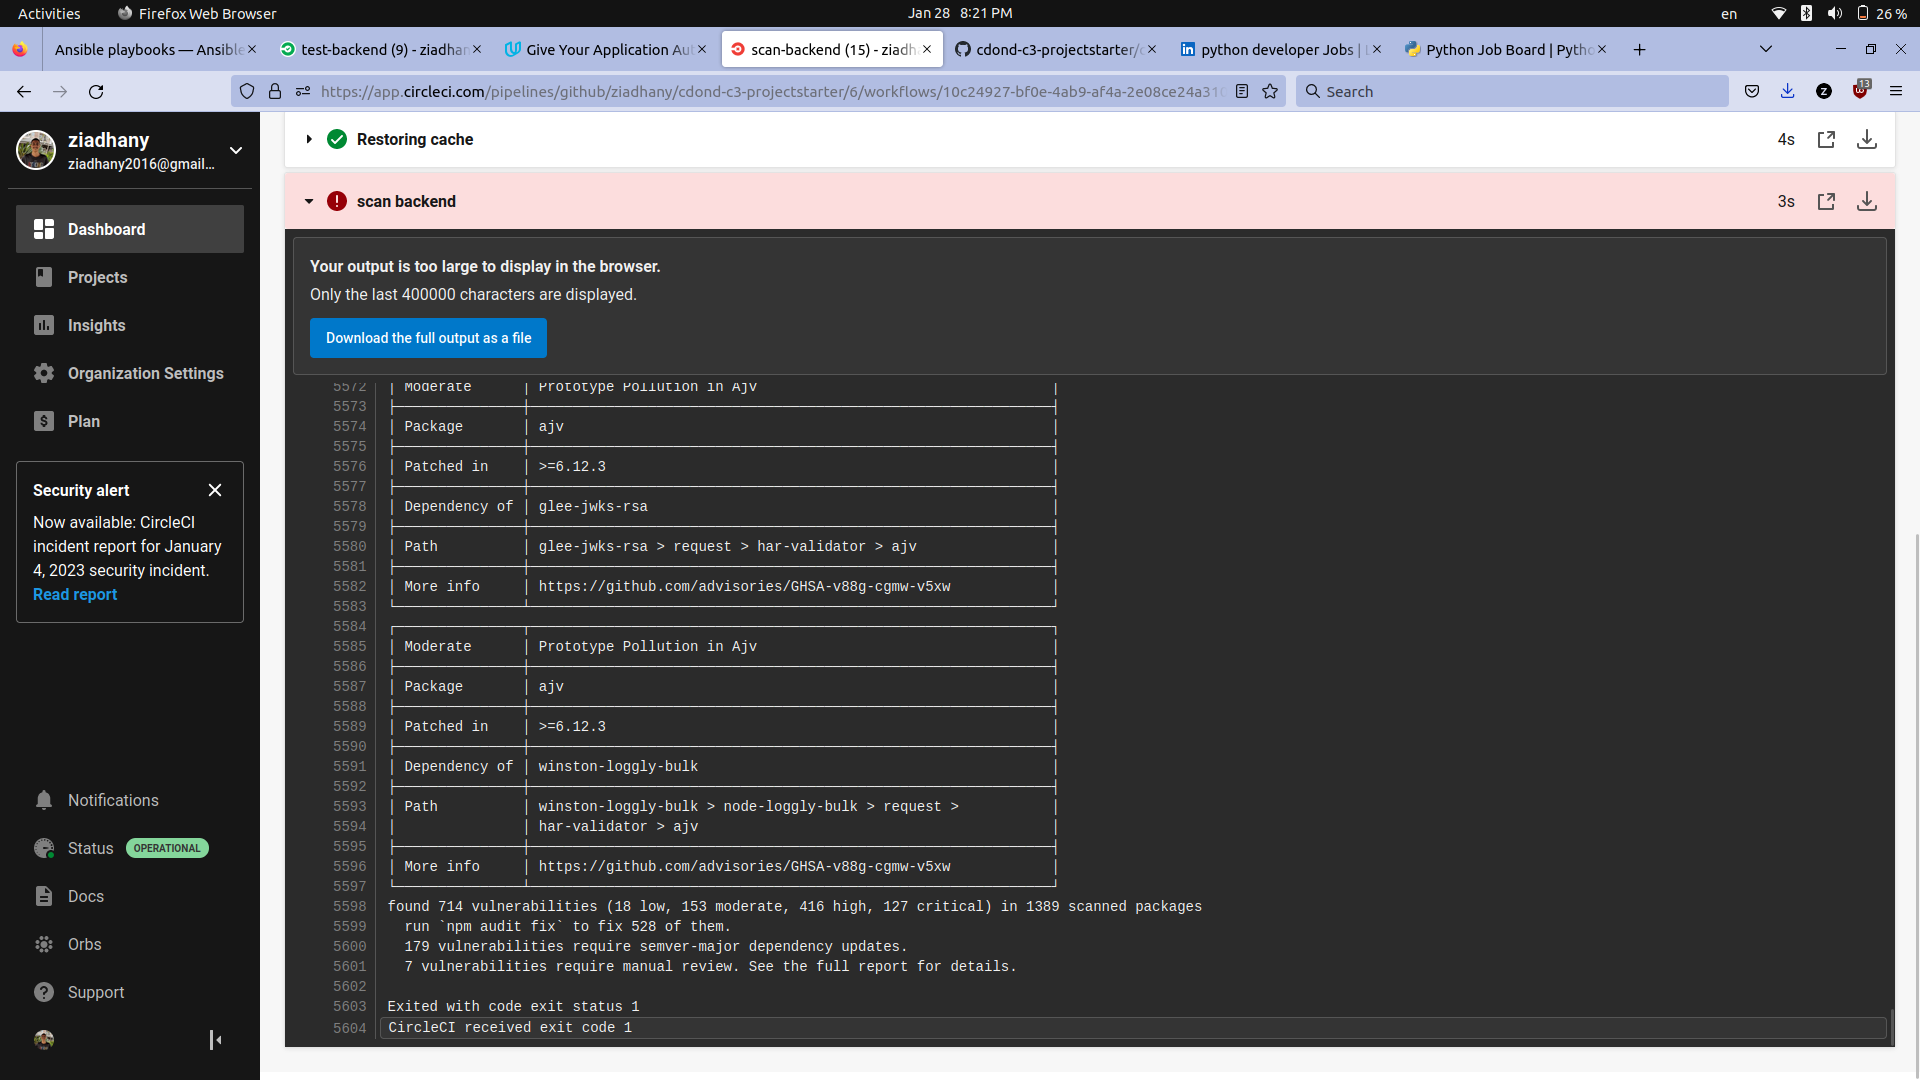 Activities
Firefox Web Browser
Jan 28 8:21 PM
en
26 %
Ansible playbooks — Ansible
test-backend (9) - ziadhan
Give Your Application Aut
scan-backend (15) - ziadh
cdond-c3-projectstarter/c
python developer Jobs | L
Python Job Board | Pytho
https://app.circleci.com/pipelines/github/ziadhany/cdond-c3-projectstarter/6/workflows/10c24927-bf0e-4ab9-af4a-2e08ce24a310
Search
13
ziadhany
ziadhany2016@gmail...
Dashboard
Projects
Insights
Organization Settings
Plan
Security alert
Now available: CircleCI
incident report for January
4, 2023 security incident.
Read report
Notifications
Status OPERATIONAL
Docs
Orbs
Support
Restoring cache
4s
scan backend
3s
Your output is too large to display in the browser.
Only the last 400000 characters are displayed.
Download the full output as a file
5572 │ Moderate │ Prototype Pollution in Ajv │
5573
5574 │ Package │ ajv │
5575
5576 │ Patched in │ >=6.12.3 │
5577
5578 │ Dependency of │ glee-jwks-rsa │
5579
5580 │ Path │ glee-jwks-rsa > request > har-validator > ajv │
5581
5582 │ More info │ https://github.com/advisories/GHSA-v88g-cgmw-v5xw │
5583
5584
5585 │ Moderate │ Prototype Pollution in Ajv │
5586
5587 │ Package │ ajv │
5588
5589 │ Patched in │ >=6.12.3 │
5590
5591 │ Dependency of │ winston-loggly-bulk │
5592
5593 │ Path │ winston-loggly-bulk > node-loggly-bulk > request > │
5594 │ │ har-validator > ajv │
5595
5596 │ More info │ https://github.com/advisories/GHSA-v88g-cgmw-v5xw │
5597
5598 found 714 vulnerabilities (18 low, 153 moderate, 416 high, 127 critical) in 1389 scanned packages
5599 run `npm audit fix` to fix 528 of them.
5600 179 vulnerabilities require semver-major dependency updates.
5601 7 vulnerabilities require manual review. See the full report for details.
5602
5603 Exited with code exit status 1
5604 CircleCI received exit code 1